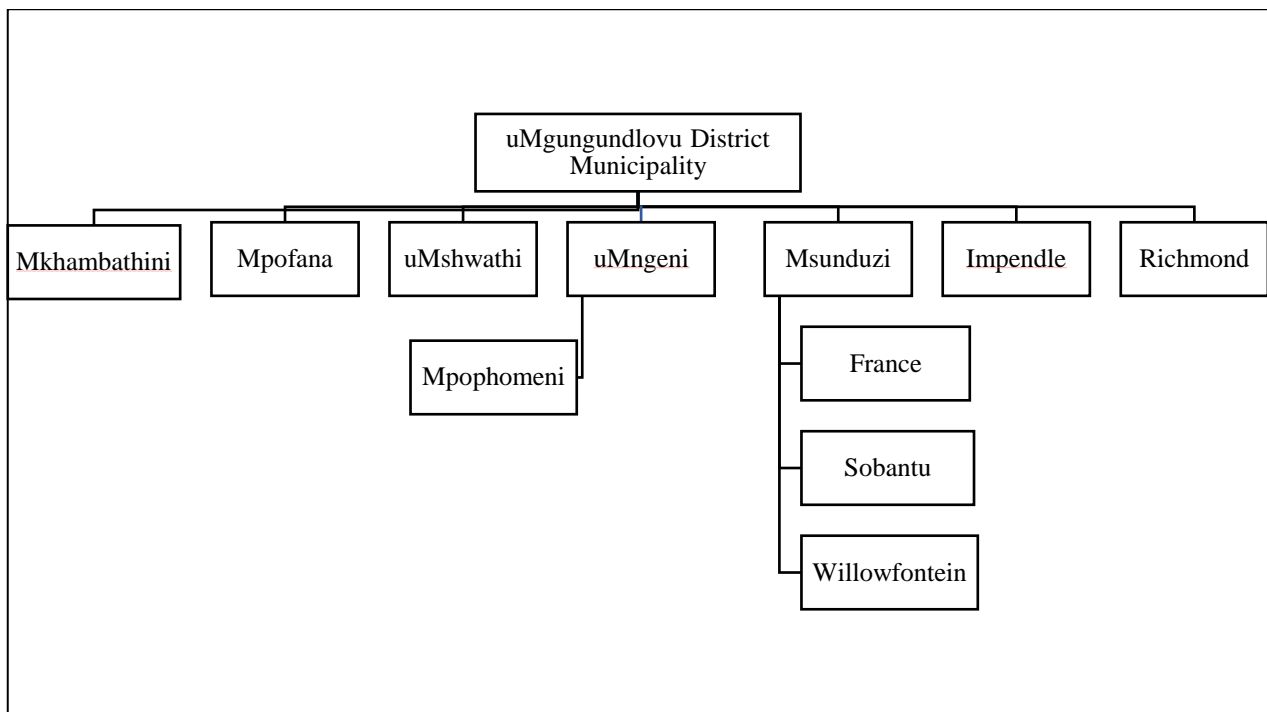 uMgungundlovu District
Municipality
Mkhambathini
Mpofana
uMshwathi
uMngeni
Msunduzi
Impendle
Richmond
Mpophomeni
France
Sobantu
Willowfontein